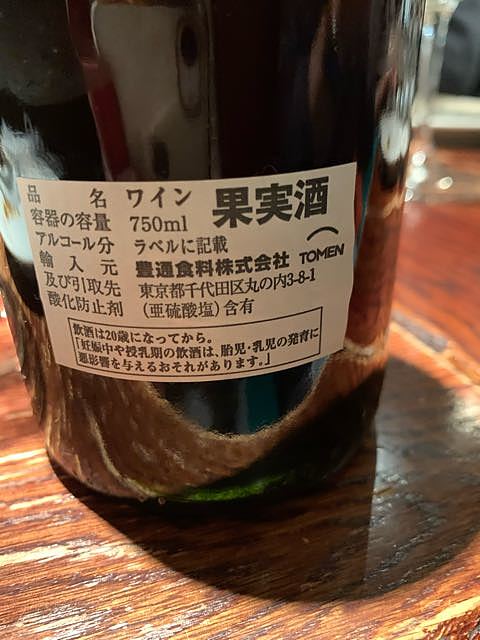 品名 ワイン 果実酒
容器の容量 750ml
アルコール分 ラベルに記載
輸入元 豊通食料株式会社 TOMEN
及び引取先 東京都千代田区丸の内3-8-1
酸化防止剤 (亜硫酸塩)含有
飲酒は20歳になってから。
「妊娠中や授乳期の飲酒は、胎児・乳児の発育に
悪影響を与えるおそれがあります。」